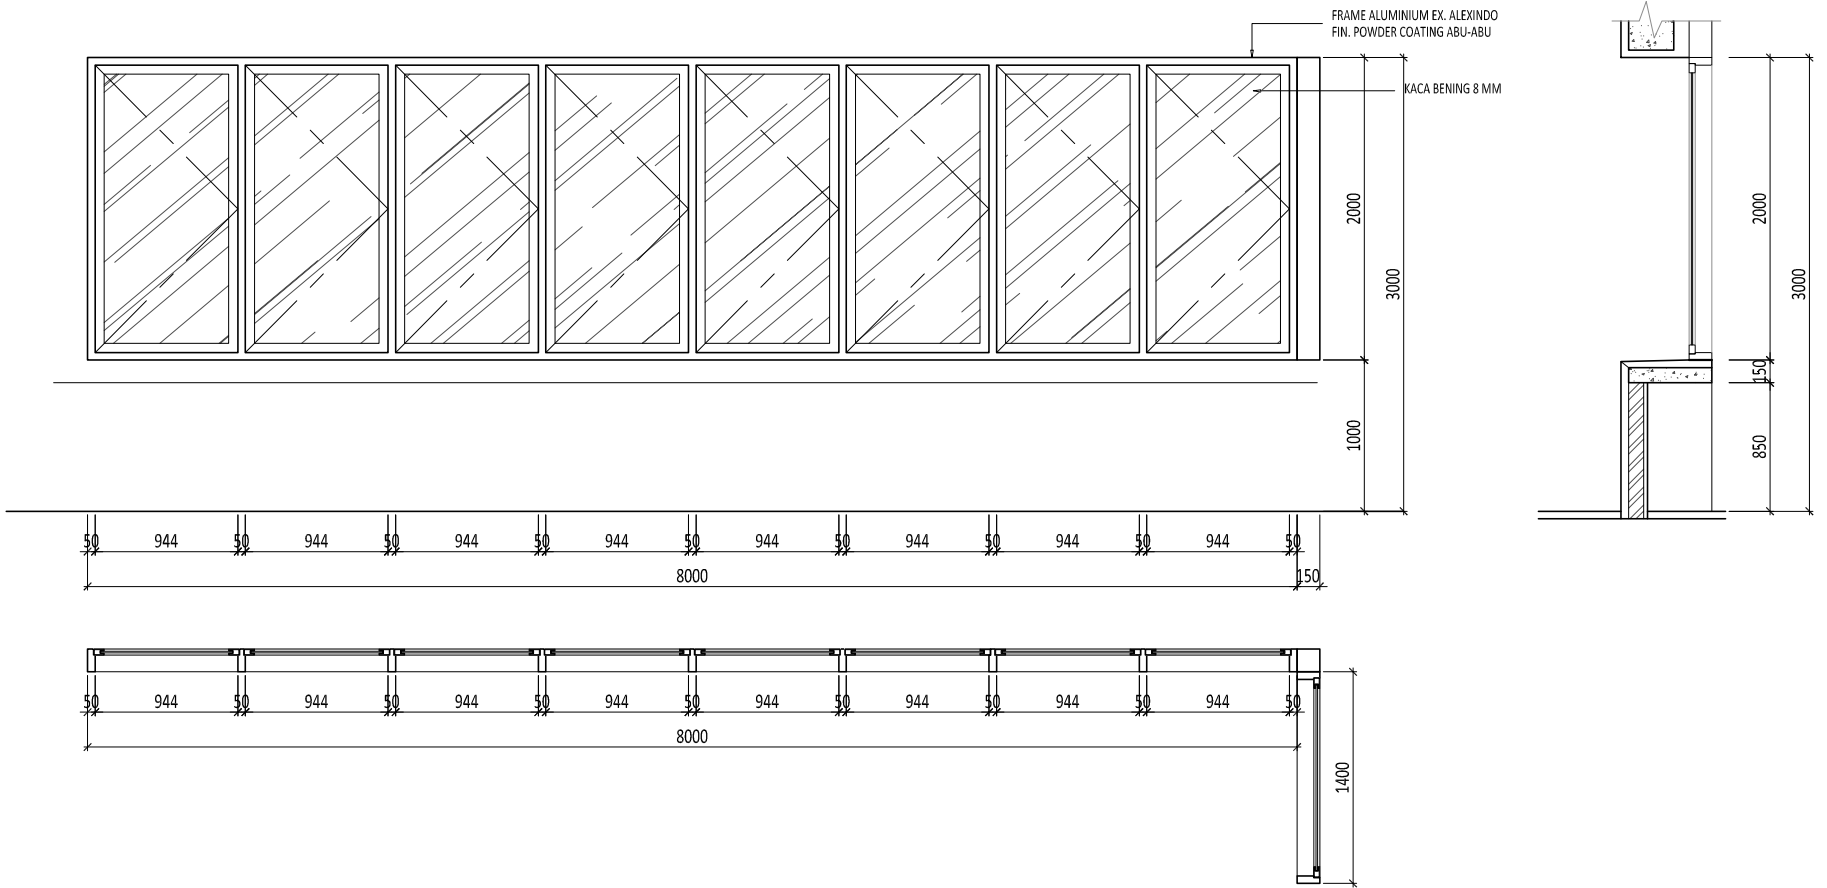 FRAME ALUMINIUM EX. ALEXINDO
FIN. POWDER COATING ABU-ABU
KACA BENING 8 MM
2000
3000
1000
2000
3000
150
850
50 944 50 944 50 944 50 944 50 944 50 944 50 944 50 944 50
8000 150
50 944 50 944 50 944 50 944 50 944 50 944 50 944 50 944 50
8000
1400